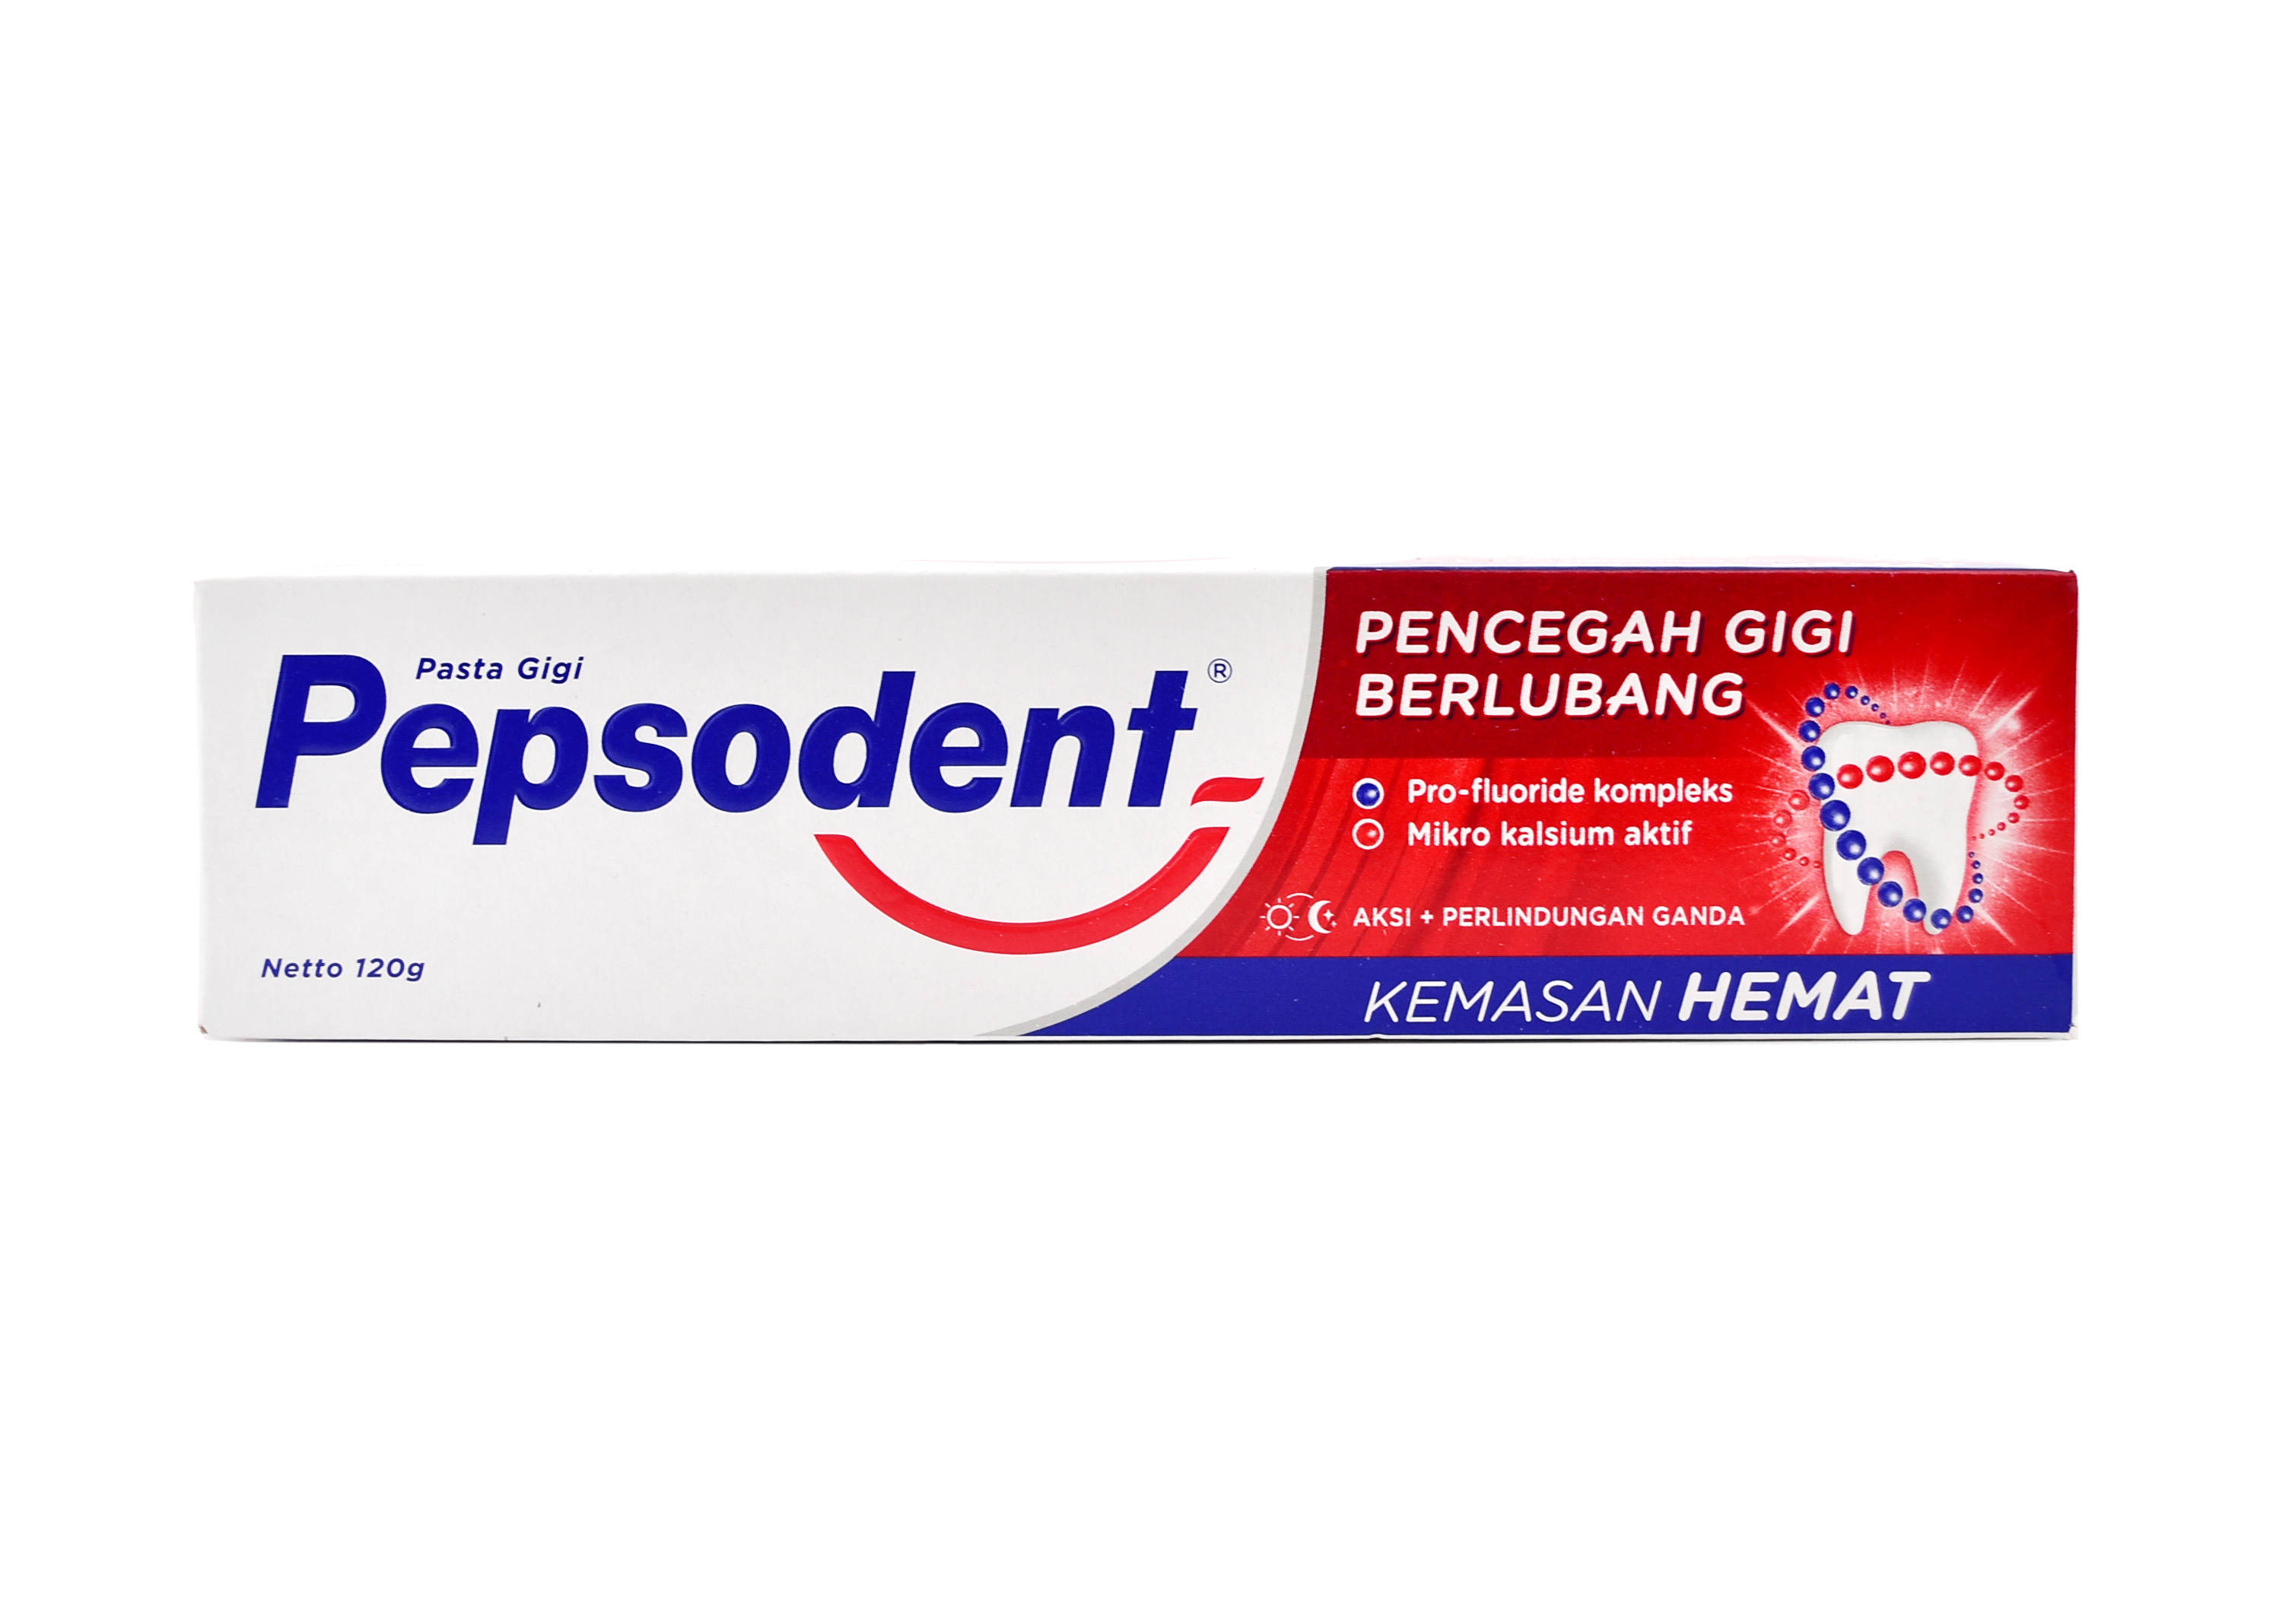 Pasta Gigi
Pepsodent®
Netto 120g
PENCEGAH GIGI
BERLUBANG
Pro-fluoride kompleks
Mikro kalsium aktif
AKSI + PERLINDUNGAN GANDA
KEMASAN HEMAT